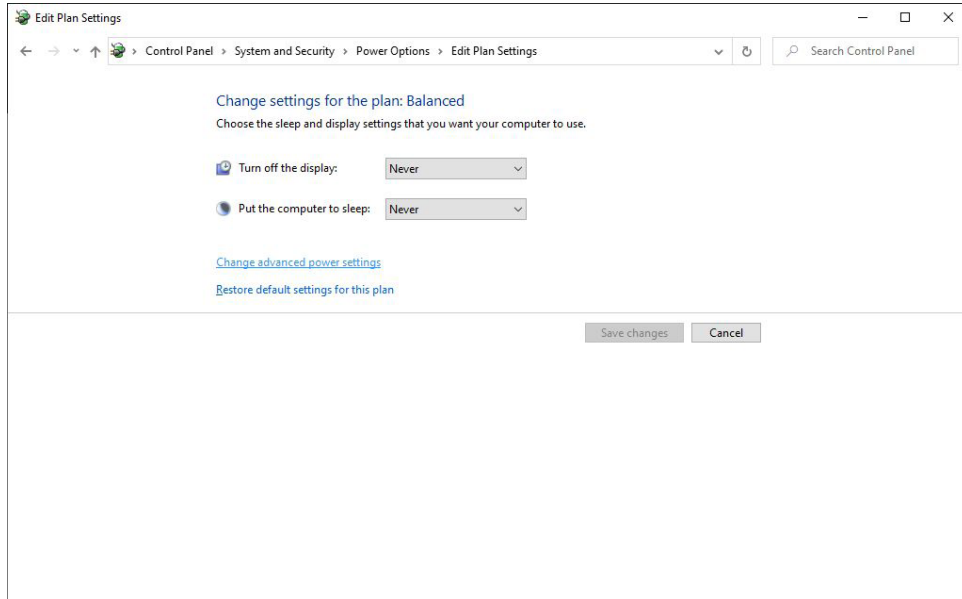 Edit Plan Settings
Control Panel > System and Security > Power Options > Edit Plan Settings
Search Control Panel
Change settings for the plan: Balanced
Choose the sleep and display settings that you want your computer to use.
Turn off the display: Never
Put the computer to sleep: Never
Change advanced power settings
Restore default settings for this plan
Save changes Cancel